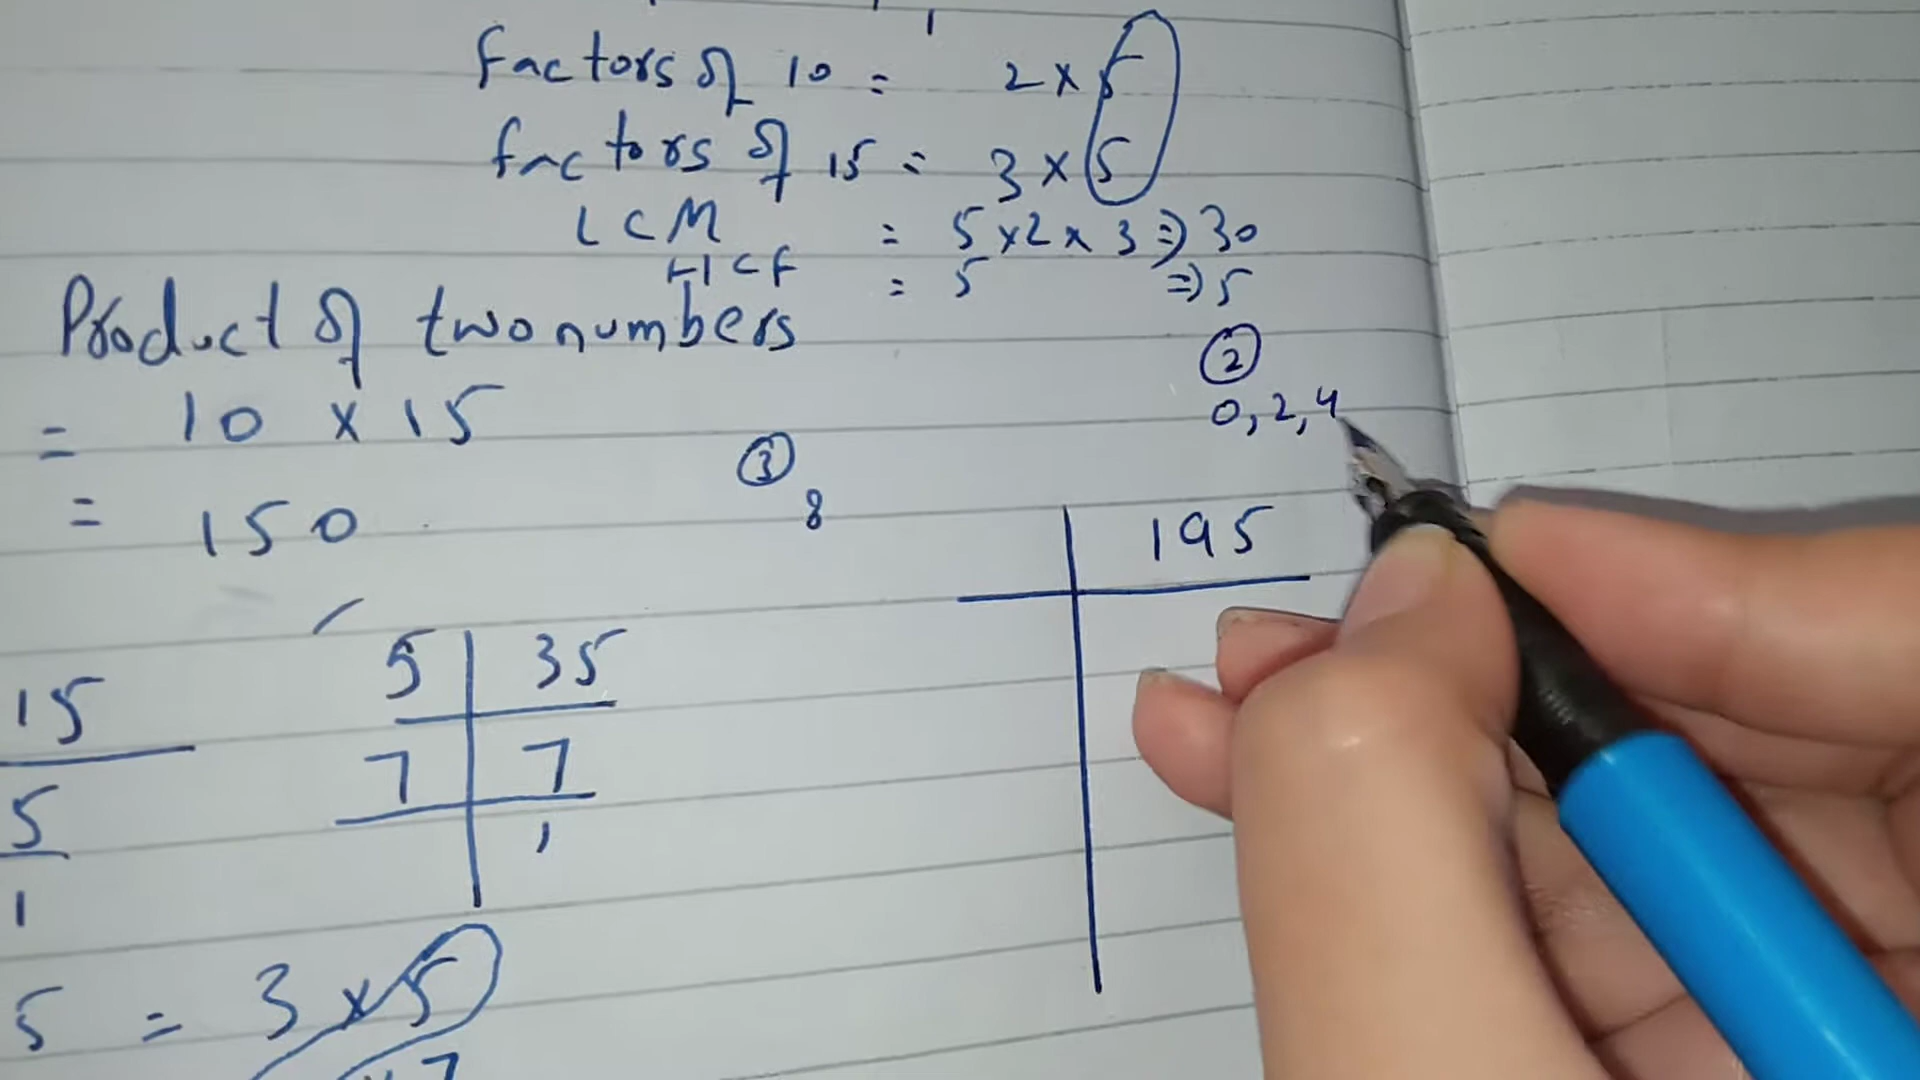 factors of 10 = 2 x 5
factors of 15 = 3 x 5
LCM = 5 x 2 x 3 => 30
HCF = 5 => 5
Product of two numbers
= 10 x 15
= 150
②
0, 2, 4
③
8
195
15
5
1
5 35
7 7
1
5 = 3 x 5
x 7